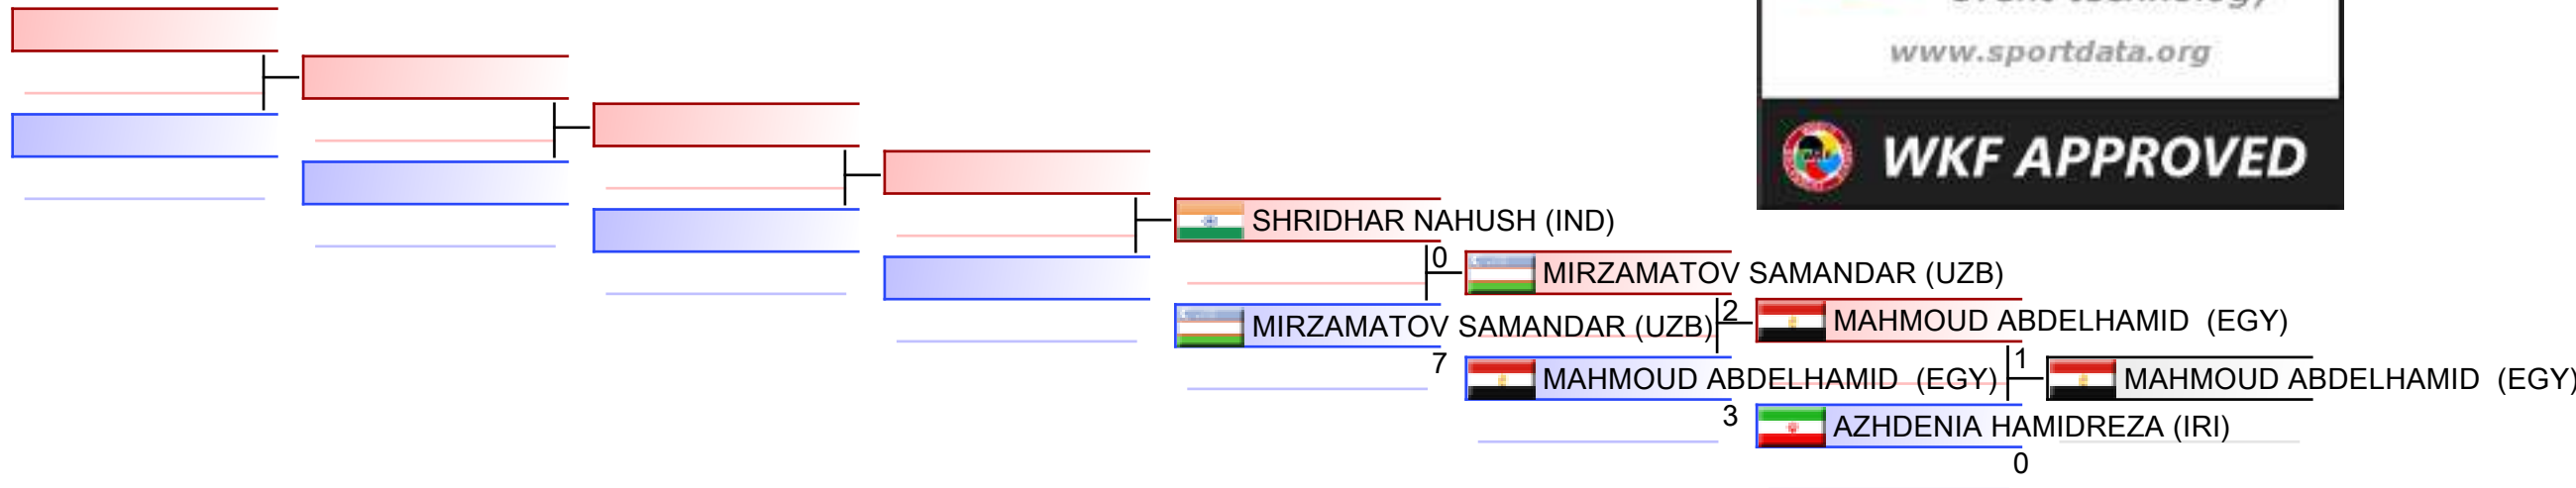 www.sportdata.org
WKF APPROVED
SHRIDHAR NAHUSH (IND)
0
MIRZAMATOV SAMANDAR (UZB)
MIRZAMATOV SAMANDAR (UZB)
2
MAHMOUD ABDELHAMID (EGY)
7
MAHMOUD ABDELHAMID (EGY)
1
MAHMOUD ABDELHAMID (EGY)
3
AZHDENIA HAMIDREZA (IRI)
0